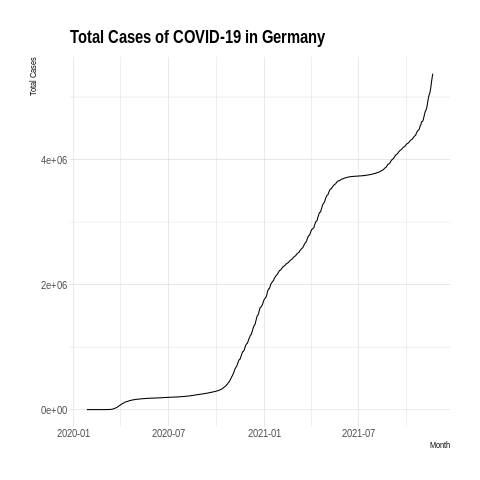 Total Cases of COVID-19 in Germany
Total Cases
4e+06
2e+06
0e+00
2020-01 2020-07 2021-01 2021-07
Month